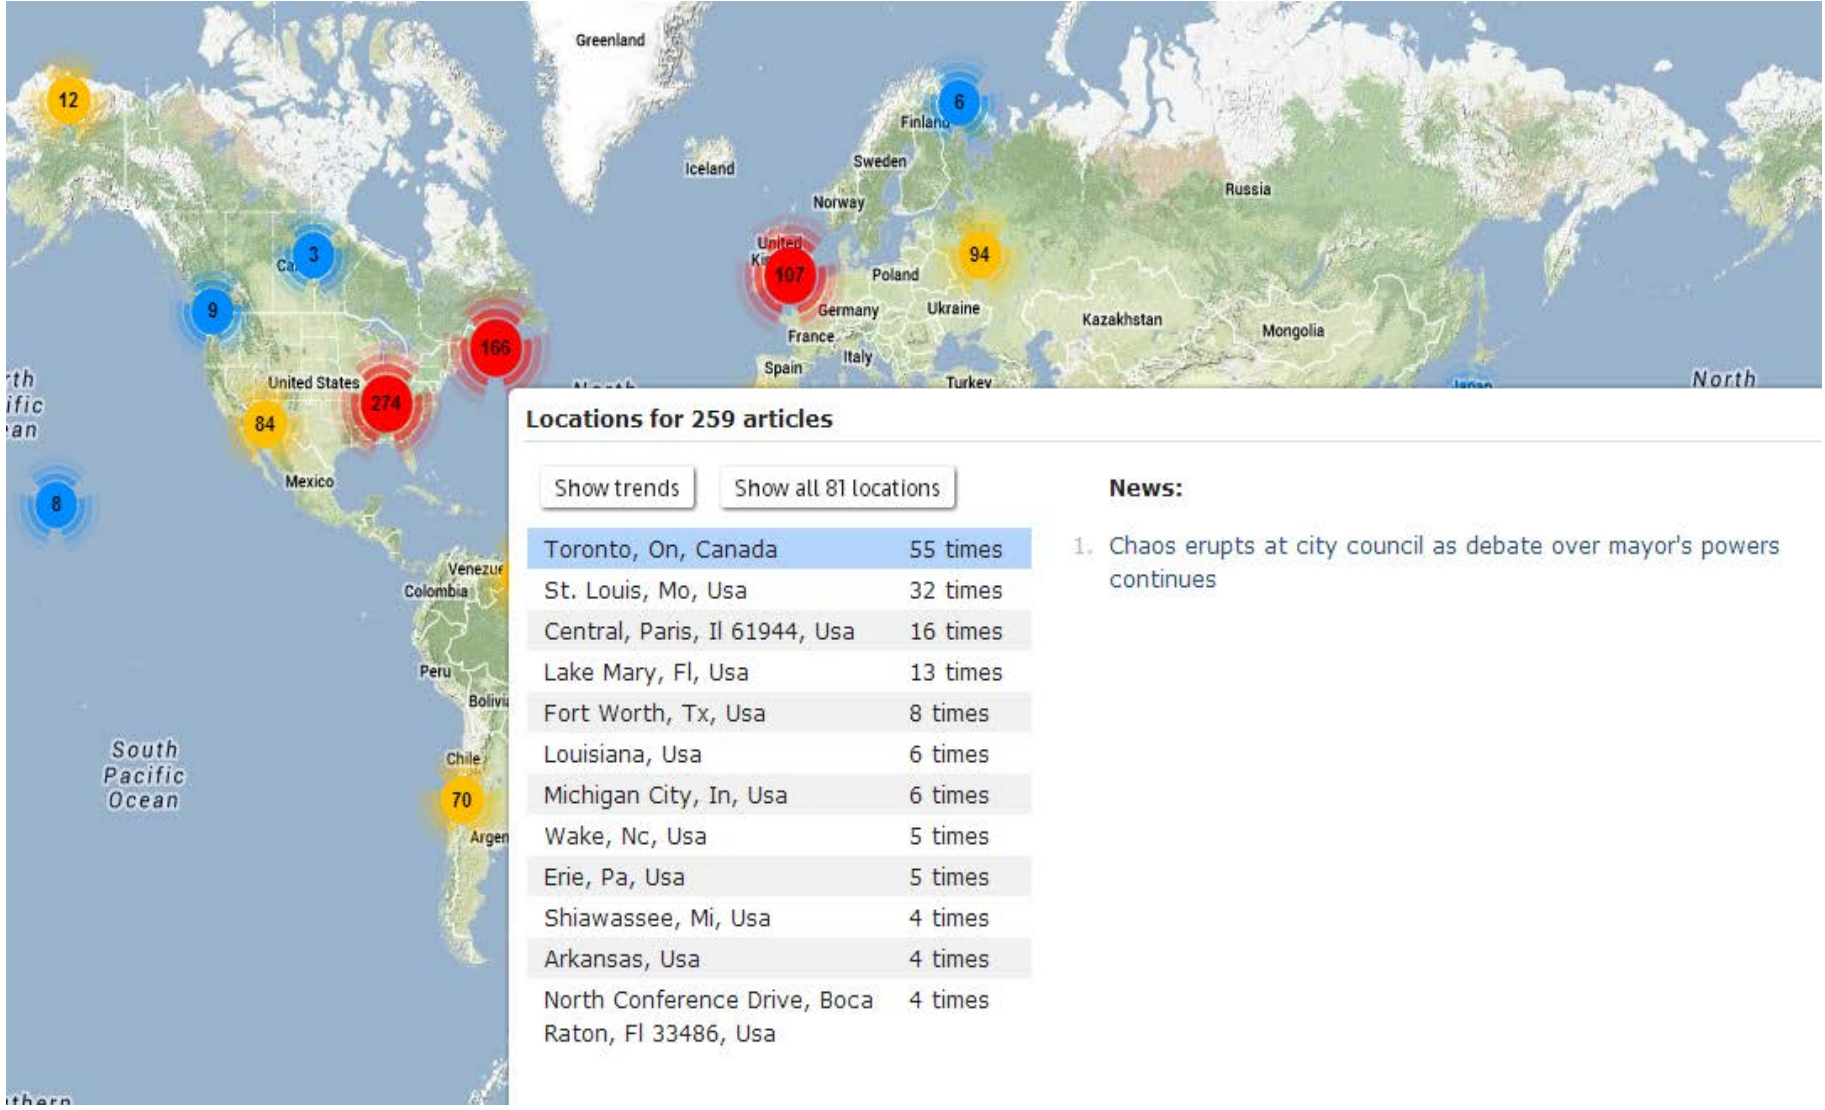 Greenland
12
6
Finland
Iceland
Sweden
Russia
Norway
United
107
94
3
Poland
9
Germany
Ukraine
Kazakhstan
Mongolia
France
166
Italy
Spain
United States
Turkey
Japan
North
274
84
Mexico
8
Venezue
Colombia
Peru
Bolivi
South
Pacific
Ocean
Chile
70
Argen
Locations for 259 articles
Show trends Show all 81 locations
Toronto, On, Canada 55 times
St. Louis, Mo, Usa 32 times
Central, Paris, Il 61944, Usa 16 times
Lake Mary, Fl, Usa 13 times
Fort Worth, Tx, Usa 8 times
Louisiana, Usa 6 times
Michigan City, In, Usa 6 times
Wake, Nc, Usa 5 times
Erie, Pa, Usa 5 times
Shiawassee, Mi, Usa 4 times
Arkansas, Usa 4 times
North Conference Drive, Boca 4 times
Raton, Fl 33486, Usa
News:
1. Chaos erupts at city council as debate over mayor's powers
continues